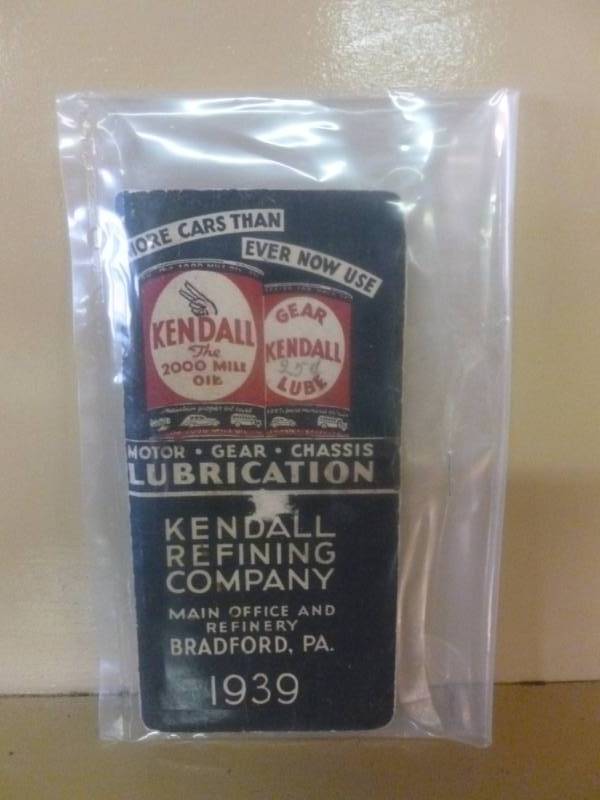 MORE CARS THAN
EVER NOW USE
KENDALL
The
2000 MILE
OIL
GEAR
KENDALL
25¢
LUBE
MOTOR • GEAR • CHASSIS
LUBRICATION
KENDALL
REFINING
COMPANY
MAIN OFFICE AND
REFINERY
BRADFORD, PA.
1939